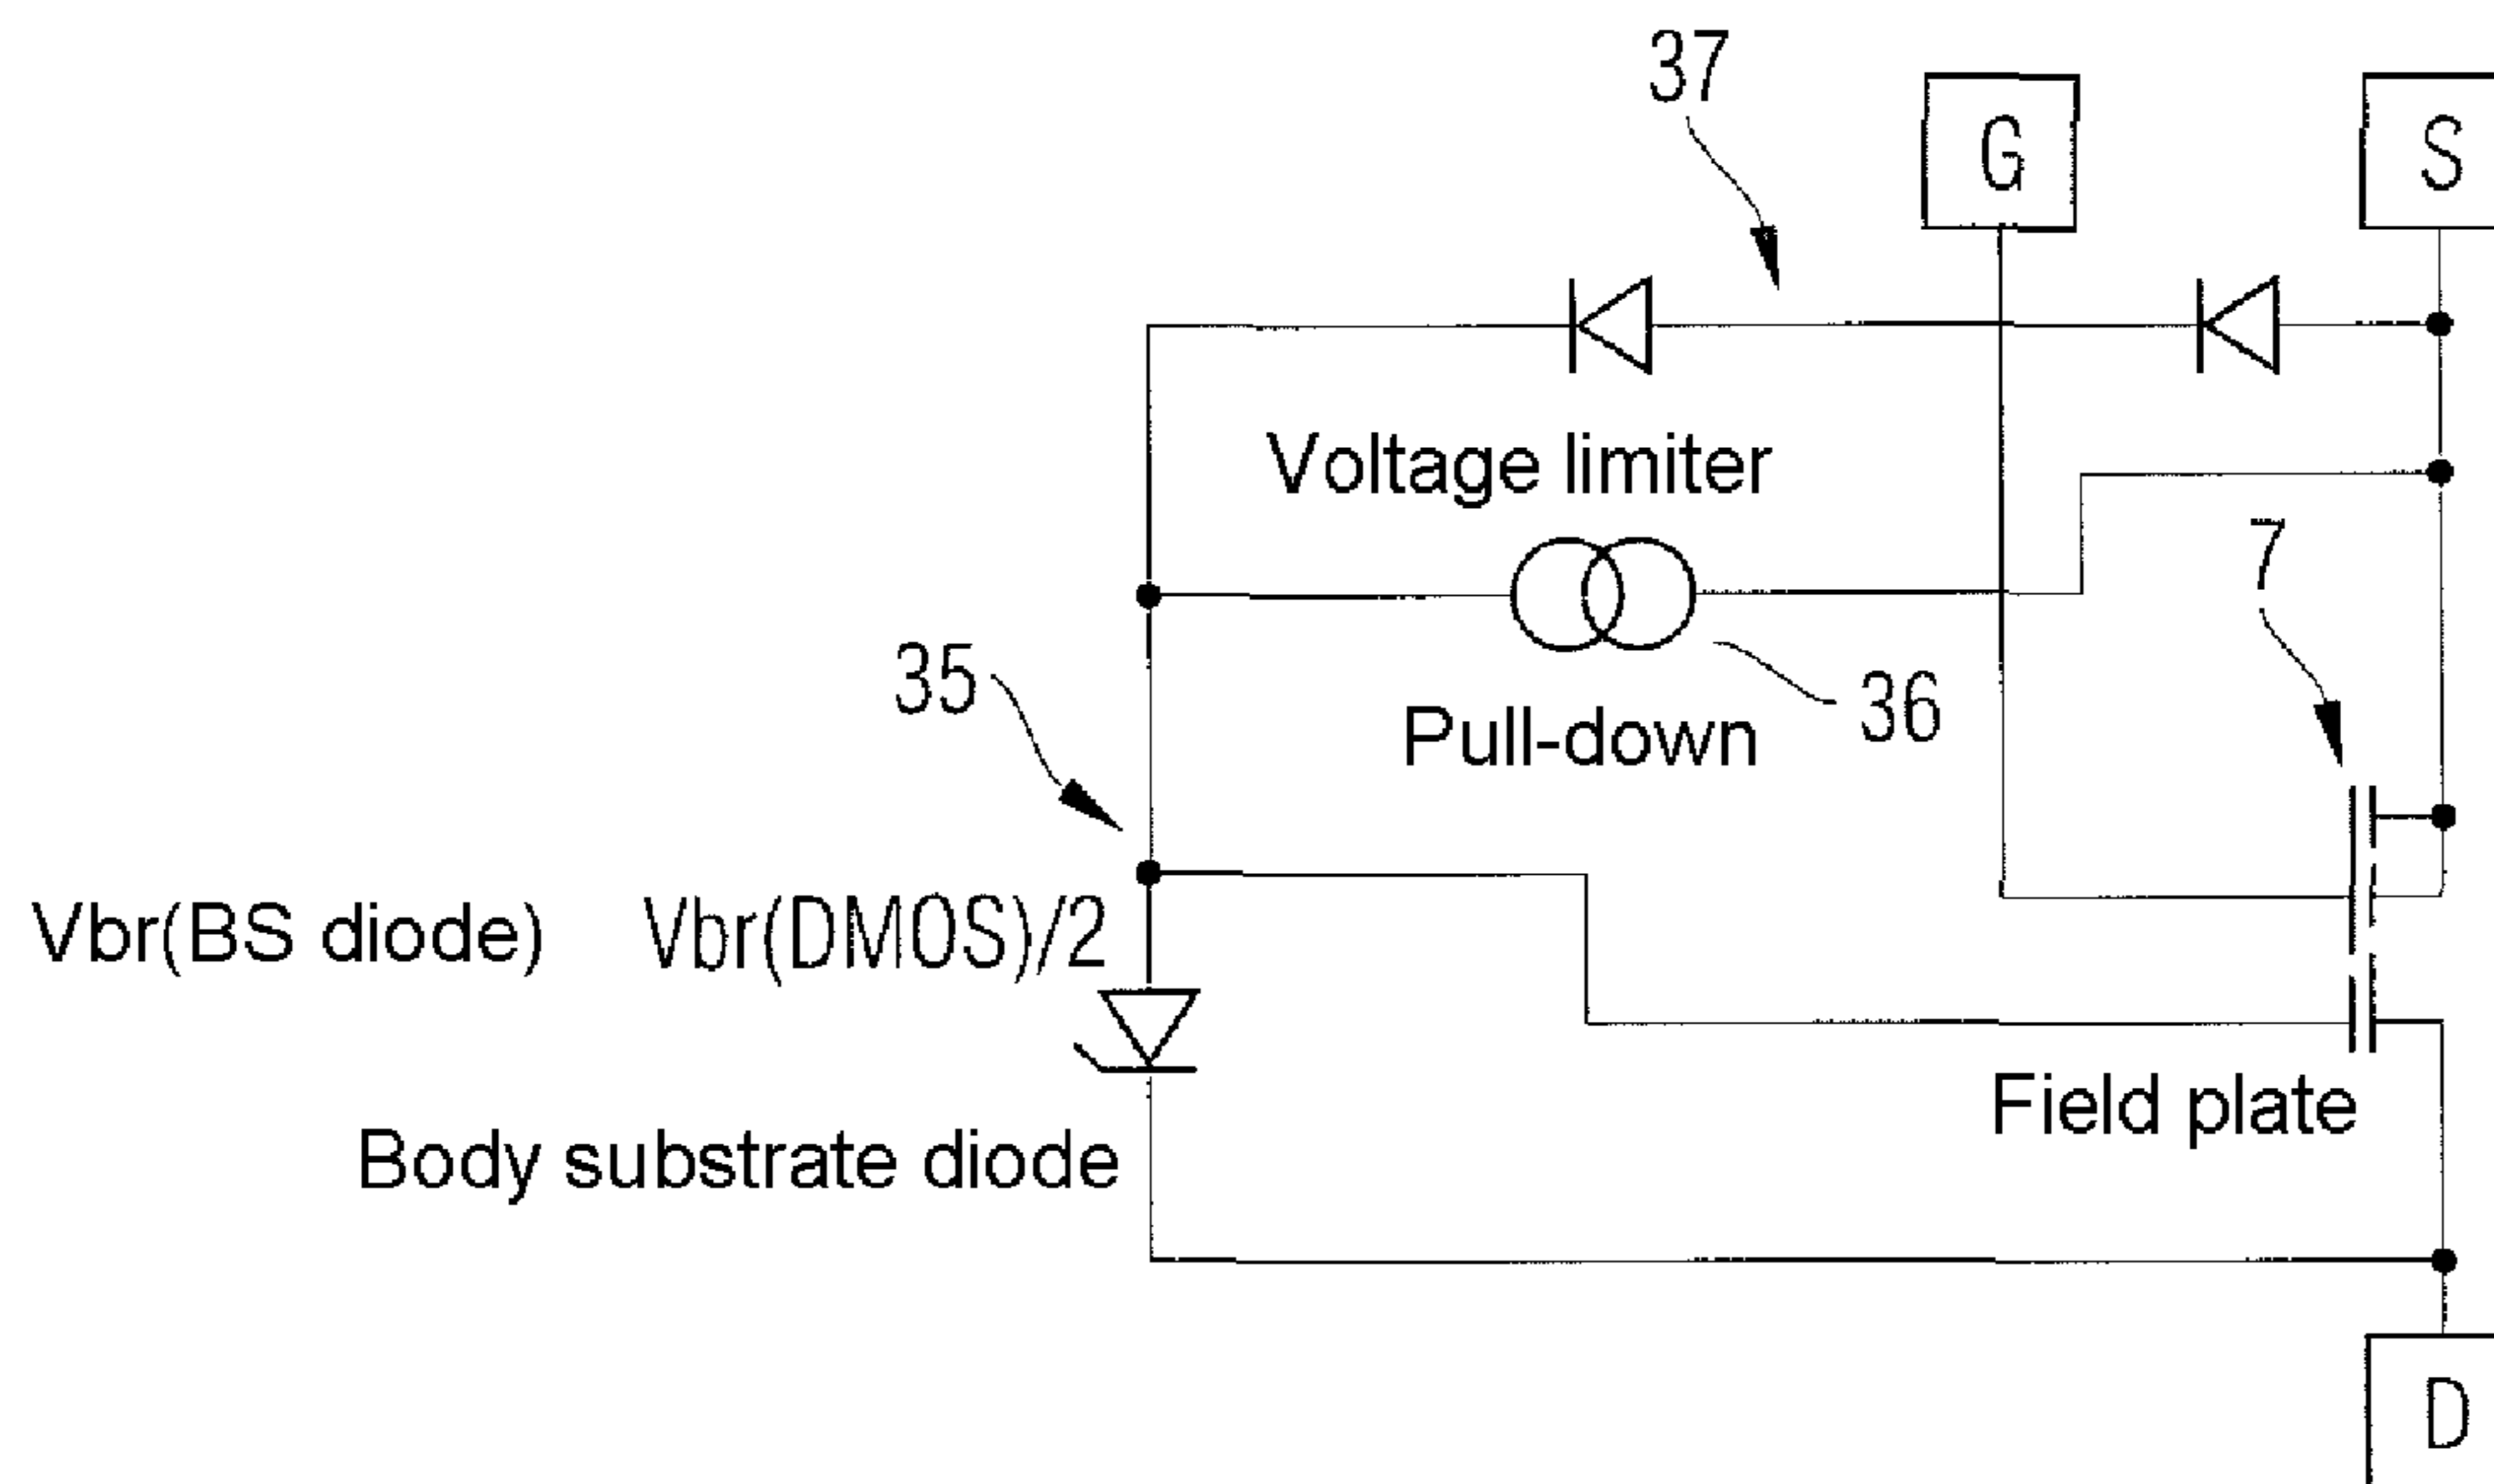 37
G
S
Voltage limiter
7
35
36
Pull-down
Vbr(BS diode) Vbr(DMOS)/2
Field plate
Body substrate diode
D